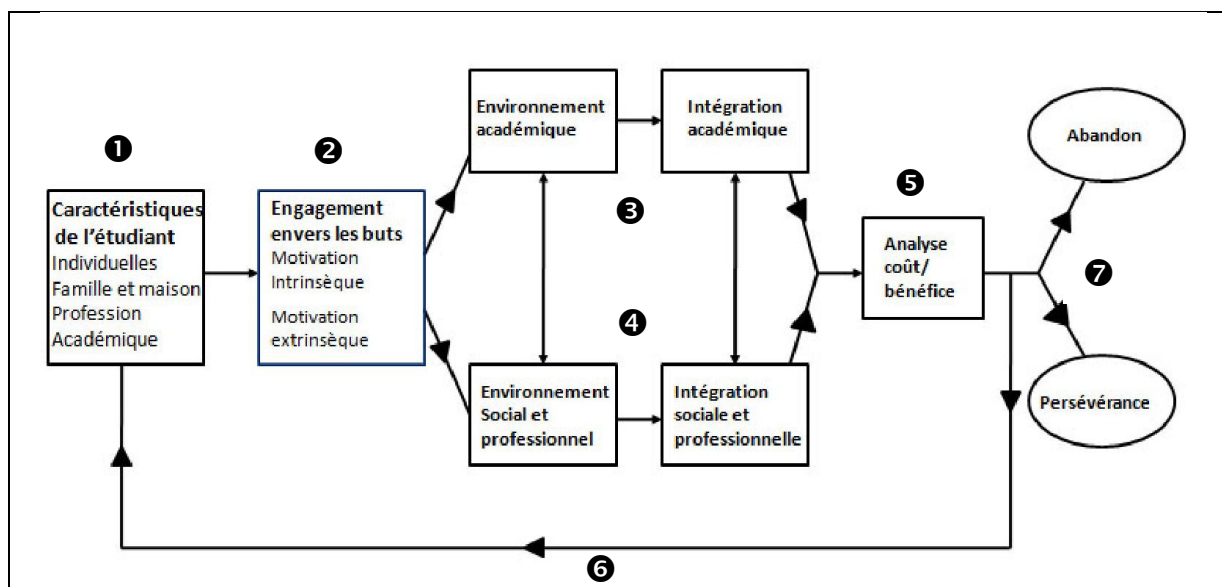 ❶
Caractéristiques
de l'étudiant
Individuelles
Famille et maison
Profession
Académique
❷
Engagement
envers les buts
Motivation
Intrinsèque
Motivation
extrinsèque
Environnement
académique
Intégration
académique
❸
❹
Environnement
Social et
professionnel
Intégration
sociale et
professionnelle
❺
Analyse
coût/
bénéfice
Abandon
❼
Persévérance
❻